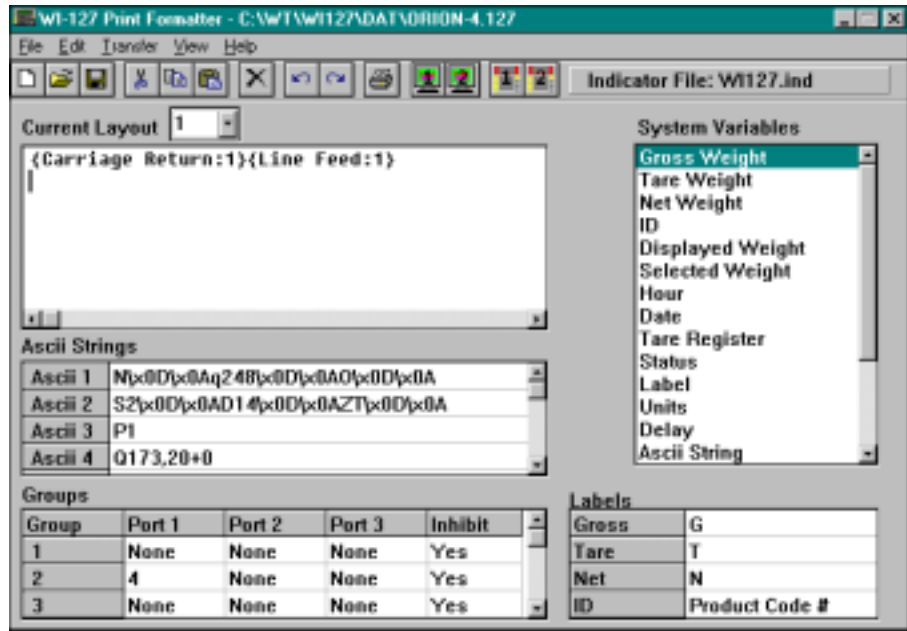 WI-127 Print Formatter - C:\WT\WI127\DAT\ORION-4.127
File Edit Transfer View Help
1 2 1 2 Indicator File: WI127.ind
Current Layout 1
{Carriage Return:1}{Line Feed:1}
System Variables
Gross Weight
Tare Weight
Net Weight
ID
Displayed Weight
Selected Weight
Hour
Date
Tare Register
Status
Label
Units
Delay
Ascii String
Ascii Strings
Ascii 1 N\x0D\x0Aq248\x0D\x0AO\x0D\x0A
Ascii 2 S2\x0D\x0AD14\x0D\x0AZT\x0D\x0A
Ascii 3 P1
Ascii 4 Q173,20+0
Groups
Group Port 1 Port 2 Port 3 Inhibit
1 None None None Yes
2 4 None None Yes
3 None None None Yes
Labels
Gross G
Tare T
Net N
ID Product Code #